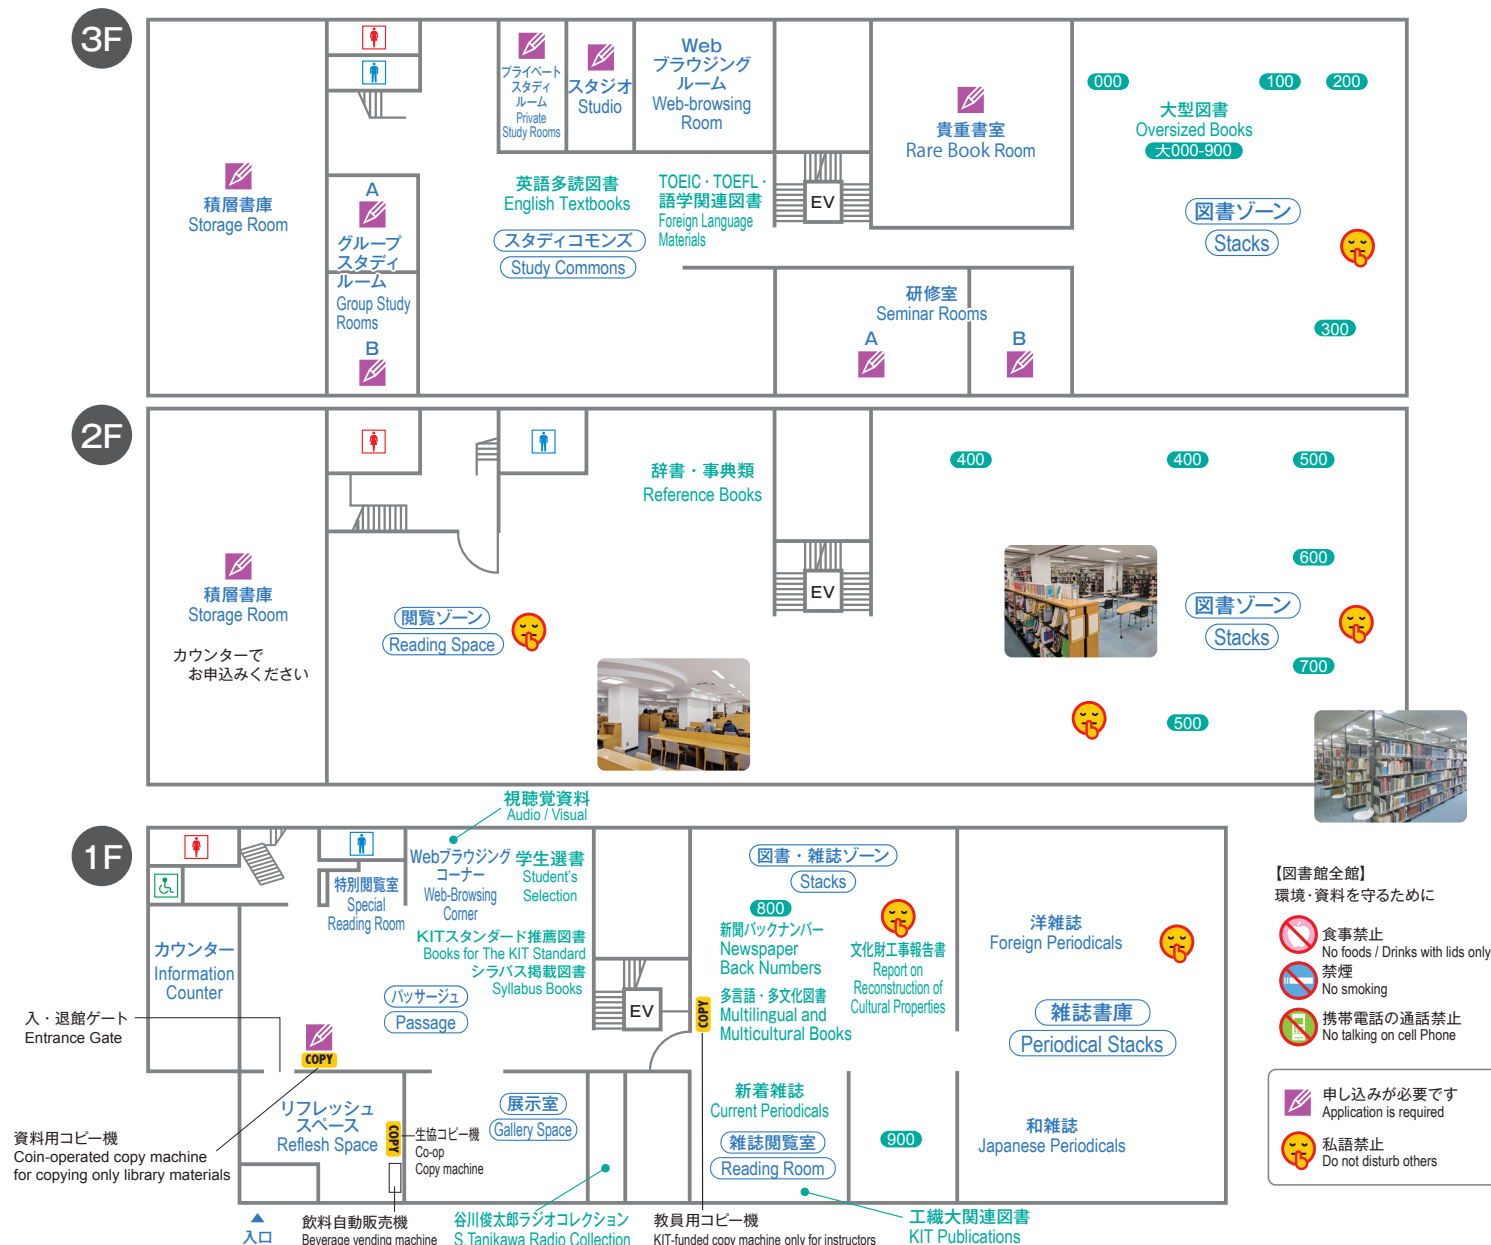 3F
プライベート
スタディ
ルーム
Private
Study Rooms
スタジオ
Studio
Web
ブラウジング
ルーム
Web-browsing
Room
貴重書室
Rare Book Room
000
100
200
大型図書
Oversized Books
大000-900
積層書庫
Storage Room
A
グループ
スタディ
ルーム
Group Study
Rooms
B
英語多読図書
English Textbooks
スタディコモンズ
Study Commons
TOEIC・TOEFL・
語学関連図書
Foreign Language
Materials
EV
図書ゾーン
Stacks
研修室
Seminar Rooms
A
B
300
2F
辞書・事典類
Reference Books
400
400
500
積層書庫
Storage Room
カウンターで
お申込みください
閲覧ゾーン
Reading Space
EV
600
図書ゾーン
Stacks
700
500
1F
視聴覚資料
Audio / Visual
Webブラウジング
コーナー
Web-Browsing
Corner
学生選書
Student's
Selection
特別閲覧室
Special
Reading Room
KITスタンダード推薦図書
Books for The KIT Standard
シラバス掲載図書
Syllabus Books
カウンター
Information
Counter
パッサージュ
Passage
EV
COPY
図書・雑誌ゾーン
Stacks
800
新聞バックナンバー
Newspaper
Back Numbers
文化財工事報告書
Report on
Reconstruction of
Cultural Properties
多言語・多文化図書
Multilingual and
Multicultural Books
洋雑誌
Foreign Periodicals
雑誌書庫
Periodical Stacks
和雑誌
Japanese Periodicals
入・退館ゲート
Entrance Gate
COPY
資料用コピー機
Coin-operated copy machine
for copying only library materials
リフレッシュ
スペース
Reflesh Space
COPY
生協コピー機
Co-op
Copy machine
展示室
Gallery Space
新着雑誌
Current Periodicals
雑誌閲覧室
Reading Room
900
入口
飲料自動販売機
Beverage vending machine
谷川俊太郎ラジオコレクション
S.Tanikawa Radio Collection
教員用コピー機
KIT-funded copy machine only for instructors
工繊大関連図書
KIT Publications
【図書館全館】
環境・資料を守るために
食事禁止
No foods / Drinks with lids only
禁煙
No smoking
携帯電話の通話禁止
No talking on cell Phone
申し込みが必要です
Application is required
私語禁止
Do not disturb others